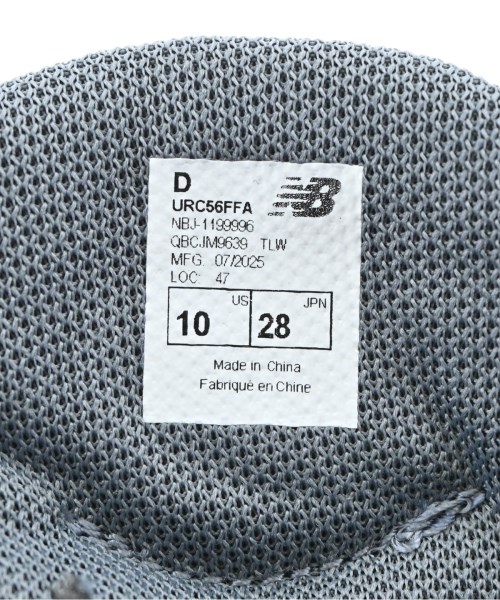 D
NB
URC56FFA
NBJ-1199996
QBCJM9639 TLW
MFG: 07/2025
LOC: 47
US
10
JPN
28
Made in China
Fabriqué en Chine